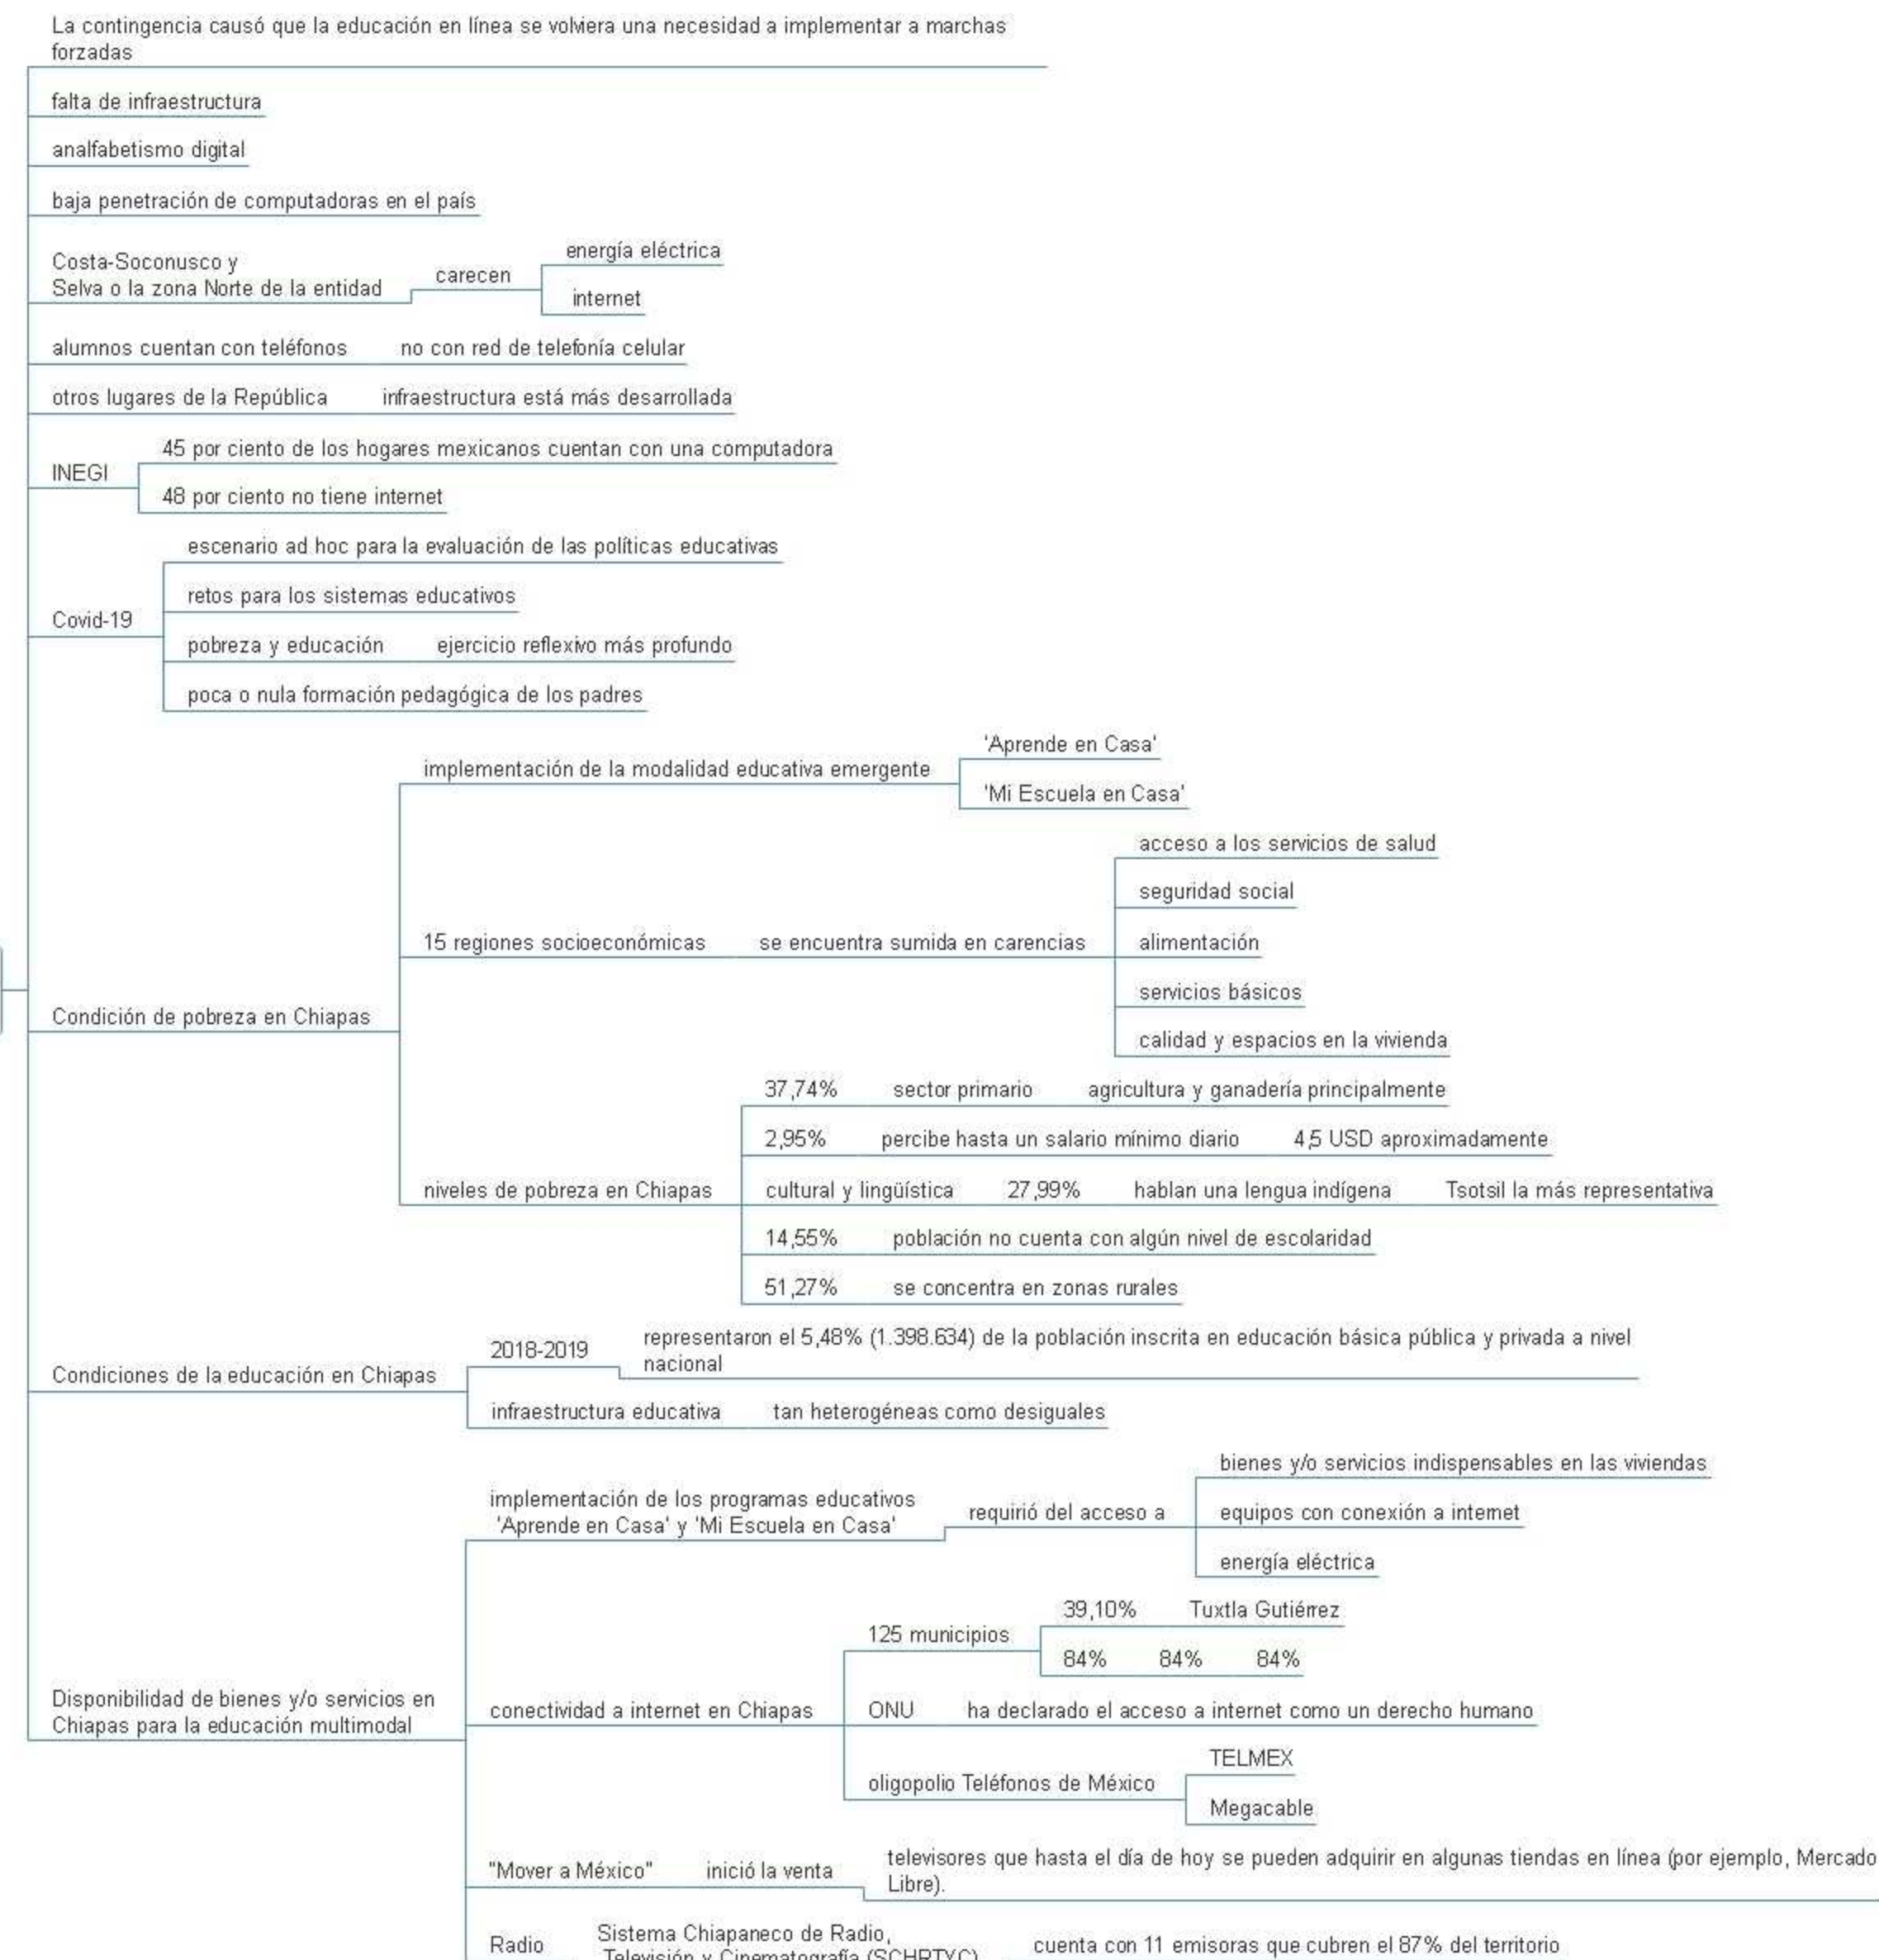 La contingencia causó que la educación en línea se volviera una necesidad a implementar a marchas
forzadas
falta de infraestructura
analfabetismo digital
baja penetración de computadoras en el país
Costa-Soconusco y
Selva o la zona Norte de la entidad
carecen
energía eléctrica
internet
alumnos cuentan con teléfonos no con red de telefonía celular
otros lugares de la República infraestructura está más desarrollada
INEGI
45 por ciento de los hogares mexicanos cuentan con una computadora
48 por ciento no tiene internet
Covid-19
escenario ad hoc para la evaluación de las políticas educativas
retos para los sistemas educativos
pobreza y educación ejercicio reflexivo más profundo
poca o nula formación pedagógica de los padres
Condición de pobreza en Chiapas
implementación de la modalidad educativa emergente
'Aprende en Casa'
'Mi Escuela en Casa'
15 regiones socioeconómicas se encuentra sumida en carencias
acceso a los servicios de salud
seguridad social
alimentación
servicios básicos
calidad y espacios en la vivienda
niveles de pobreza en Chiapas
37,74% sector primario agricultura y ganadería principalmente
2,95% percibe hasta un salario mínimo diario 4,5 USD aproximadamente
cultural y lingüística 27,99% hablan una lengua indígena Tsotsil la más representativa
14,55% población no cuenta con algún nivel de escolaridad
51,27% se concentra en zonas rurales
Condiciones de la educación en Chiapas
2018-2019
representaron el 5,48% (1.398.634) de la población inscrita en educación básica pública y privada a nivel
nacional
infraestructura educativa tan heterogéneas como desiguales
Disponibilidad de bienes y/o servicios en
Chiapas para la educación multimodal
implementación de los programas educativos
'Aprende en Casa' y 'Mi Escuela en Casa'
requirió del acceso a
bienes y/o servicios indispensables en las viviendas
equipos con conexión a internet
energía eléctrica
conectividad a internet en Chiapas
125 municipios
39,10% Tuxtla Gutiérrez
84% 84% 84%
ONU ha declarado el acceso a internet como un derecho humano
oligopolio Teléfonos de México
TELMEX
Megacable
"Mover a México" inició la venta
televisores que hasta el día de hoy se pueden adquirir en algunas tiendas en línea (por ejemplo, Mercado
Libre).
Radio
Sistema Chiapaneco de Radio,
Televisión y Cinematografía (SCHRTYC)
cuenta con 11 emisoras que cubren el 87% del territorio